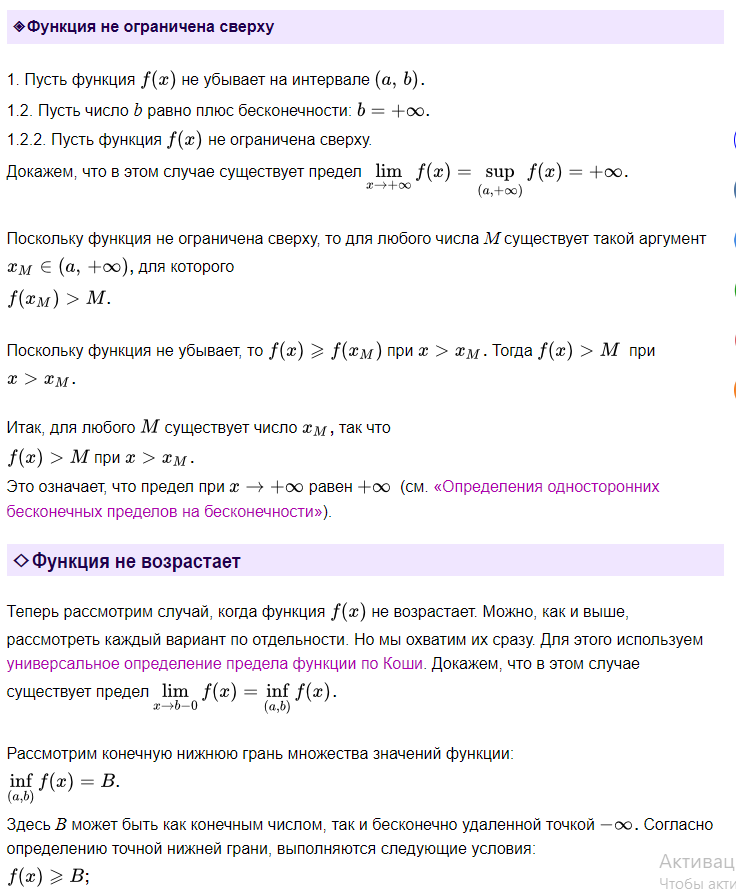 ◈Функция не ограничена сверху
1. Пусть функция f(x) не убывает на интервале (a, b).
1.2. Пусть число b равно плюс бесконечности: b = +∞.
1.2.2. Пусть функция f(x) не ограничена сверху.
Докажем, что в этом случае существует предел lim f(x) = sup f(x) = +∞.
x→+∞ (a,+∞)
Поскольку функция не ограничена сверху, то для любого числа M существует такой аргумент
x_M ∈ (a, +∞), для которого
f(x_M) > M.
Поскольку функция не убывает, то f(x) ⩾ f(x_M) при x > x_M. Тогда f(x) > M при
x > x_M.
Итак, для любого M существует число x_M, так что
f(x) > M при x > x_M.
Это означает, что предел при x → +∞ равен +∞ (см. «Определения односторонних
бесконечных пределов на бесконечности»).
◇Функция не возрастает
Теперь рассмотрим случай, когда функция f(x) не возрастает. Можно, как и выше,
рассмотреть каждый вариант по отдельности. Но мы охватим их сразу. Для этого используем
универсальное определение предела функции по Коши. Докажем, что в этом случае
существует предел lim f(x) = inf f(x).
x→b−0 (a,b)
Рассмотрим конечную нижнюю грань множества значений функции:
inf f(x) = B.
(a,b)
Здесь B может быть как конечным числом, так и бесконечно удаленной точкой −∞. Согласно
определению точной нижней грани, выполняются следующие условия:
f(x) ⩾ B;
Активац
Чтобы акти